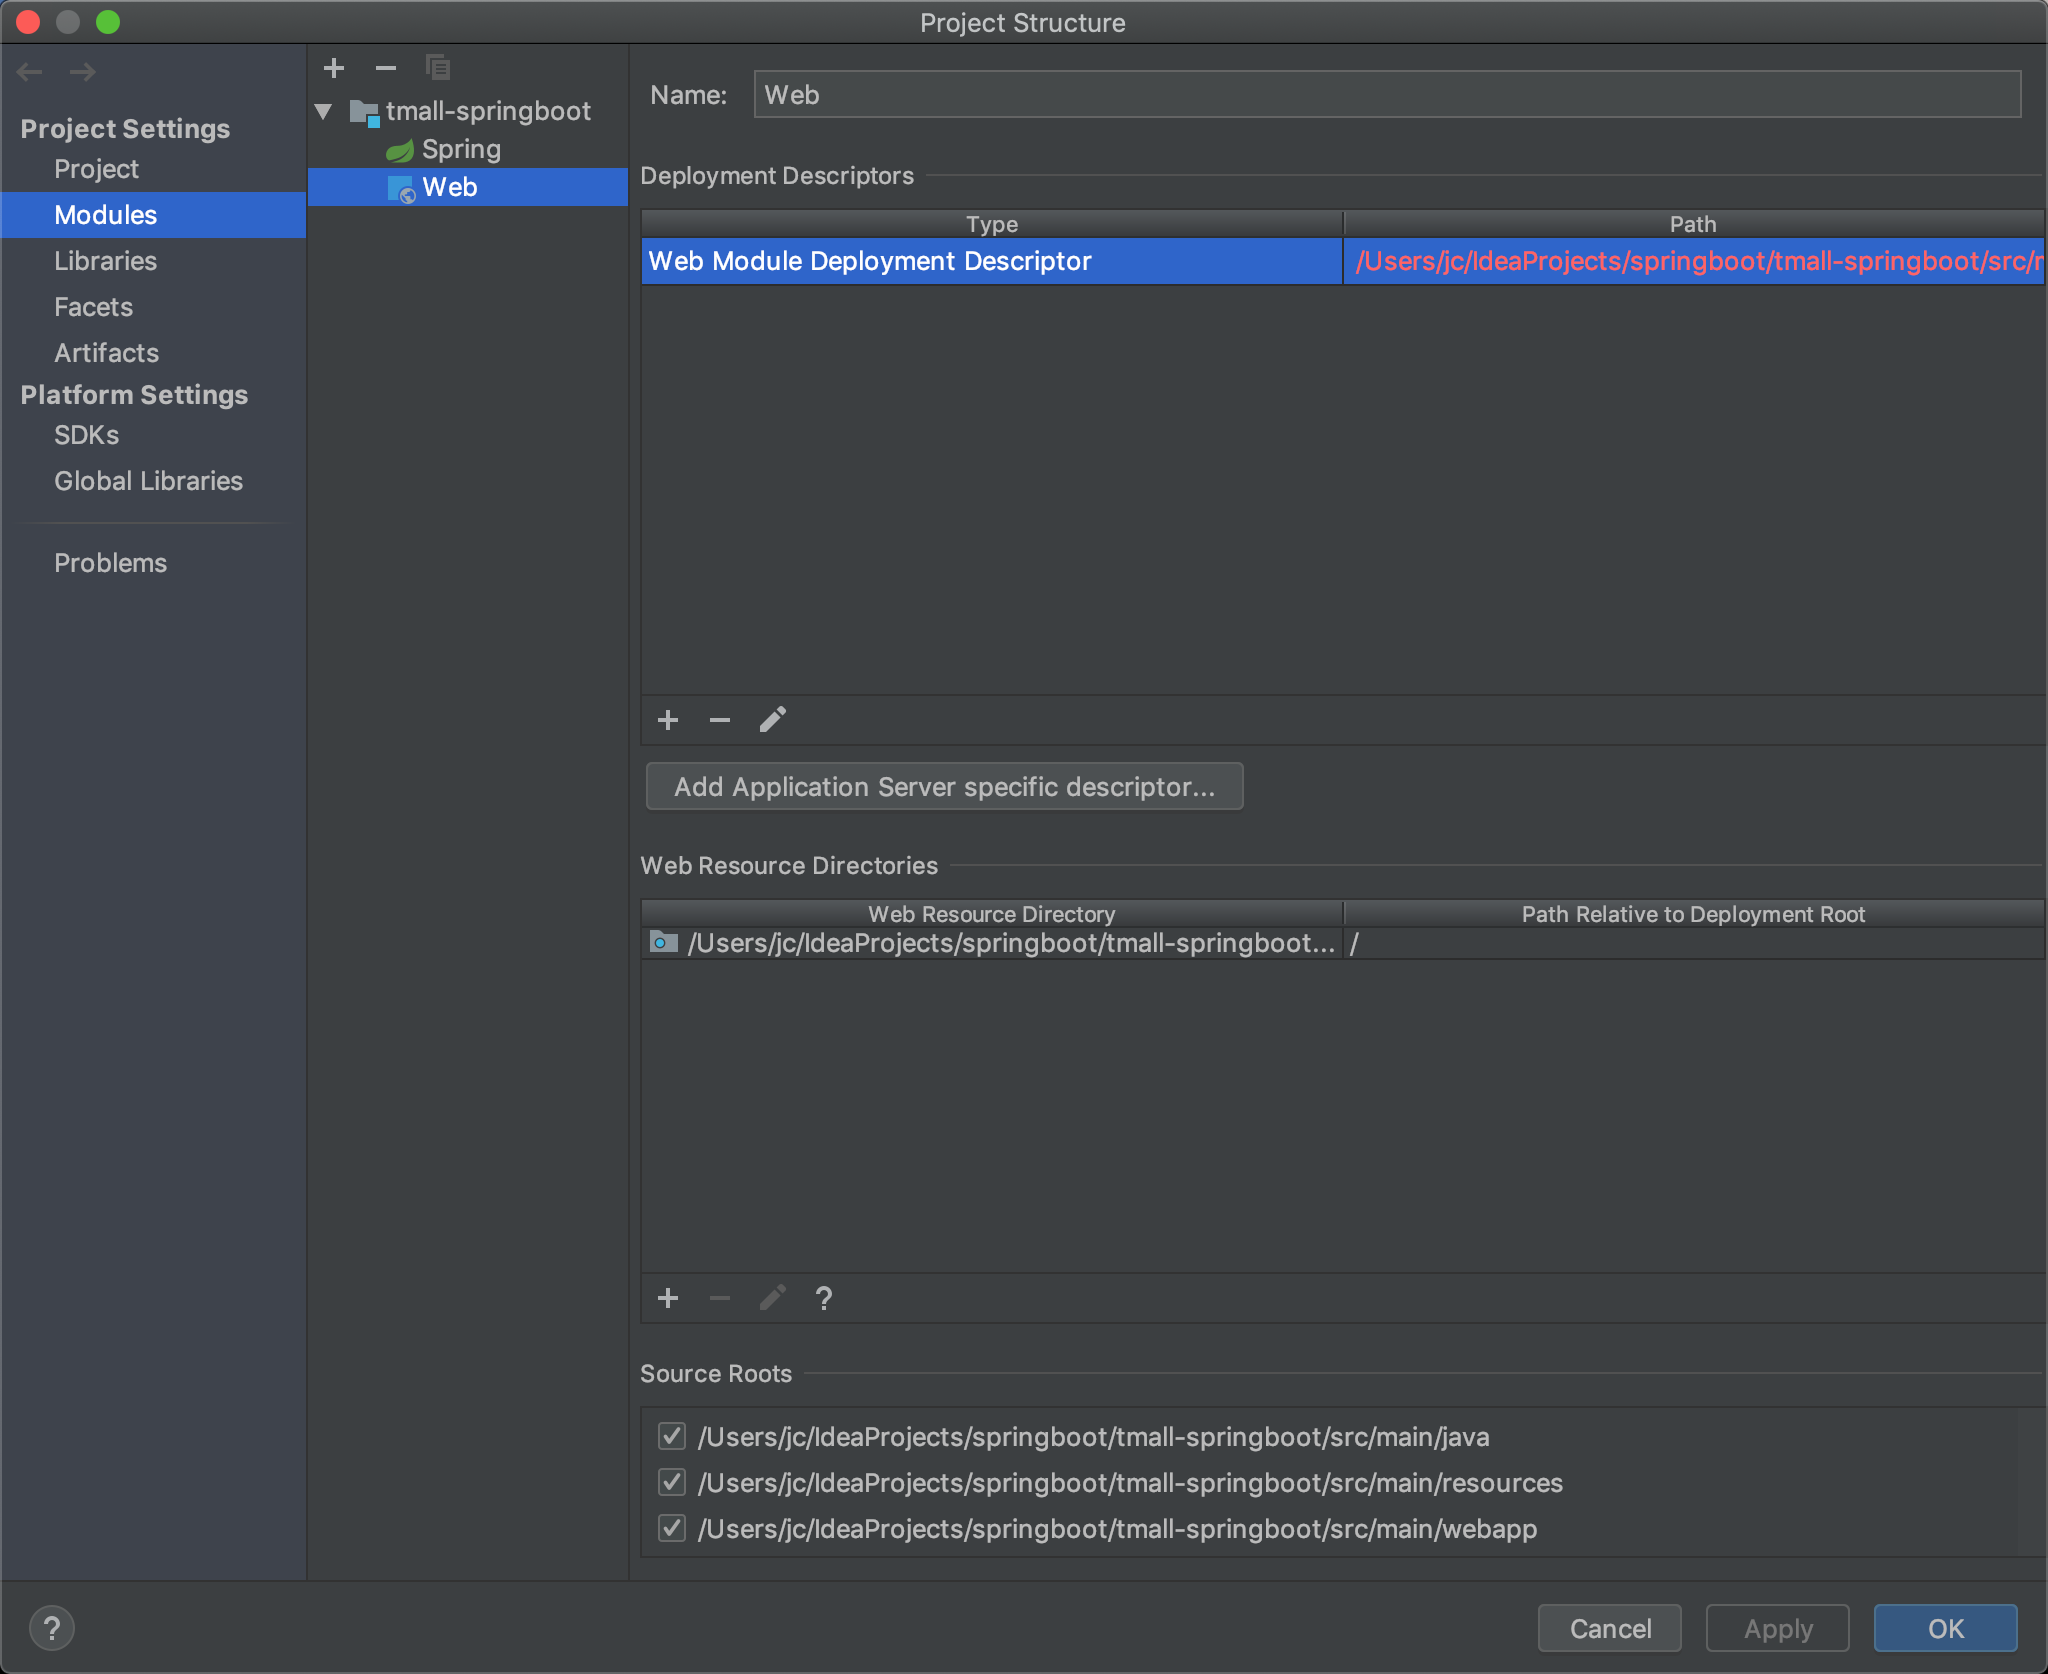 Project Structure
Project Settings
Project
Modules
Libraries
Facets
Artifacts
Platform Settings
SDKs
Global Libraries
Problems
tmall-springboot
Spring
Web
Name: Web
Deployment Descriptors
Type Path
Web Module Deployment Descriptor /Users/jc/IdeaProjects/springboot/tmall-springboot/src/
Add Application Server specific descriptor...
Web Resource Directories
Web Resource Directory Path Relative to Deployment Root
/Users/jc/IdeaProjects/springboot/tmall-springboot... /
?
Source Roots
/Users/jc/IdeaProjects/springboot/tmall-springboot/src/main/java
/Users/jc/IdeaProjects/springboot/tmall-springboot/src/main/resources
/Users/jc/IdeaProjects/springboot/tmall-springboot/src/main/webapp
? Cancel Apply OK